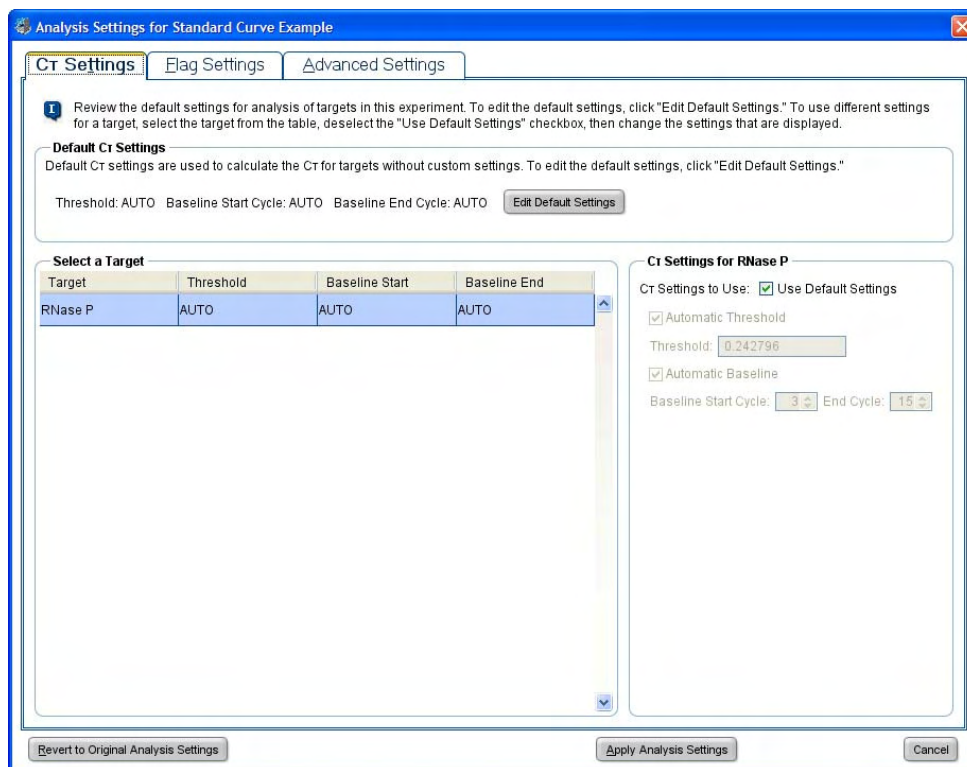 Analysis Settings for Standard Curve Example
CT Settings
Flag Settings
Advanced Settings
Review the default settings for analysis of targets in this experiment. To edit the default settings, click "Edit Default Settings." To use different settings
for a target, select the target from the table, deselect the "Use Default Settings" checkbox, then change the settings that are displayed.
Default CT Settings
Default CT settings are used to calculate the CT for targets without custom settings. To edit the default settings, click "Edit Default Settings."
Threshold: AUTO Baseline Start Cycle: AUTO Baseline End Cycle: AUTO Edit Default Settings
Select a Target
Target Threshold Baseline Start Baseline End
RNase P AUTO AUTO AUTO
CT Settings for RNase P
CT Settings to Use: Use Default Settings
Automatic Threshold
Threshold: 0.242796
Automatic Baseline
Baseline Start Cycle: 3 End Cycle: 15
Revert to Original Analysis Settings
Apply Analysis Settings
Cancel